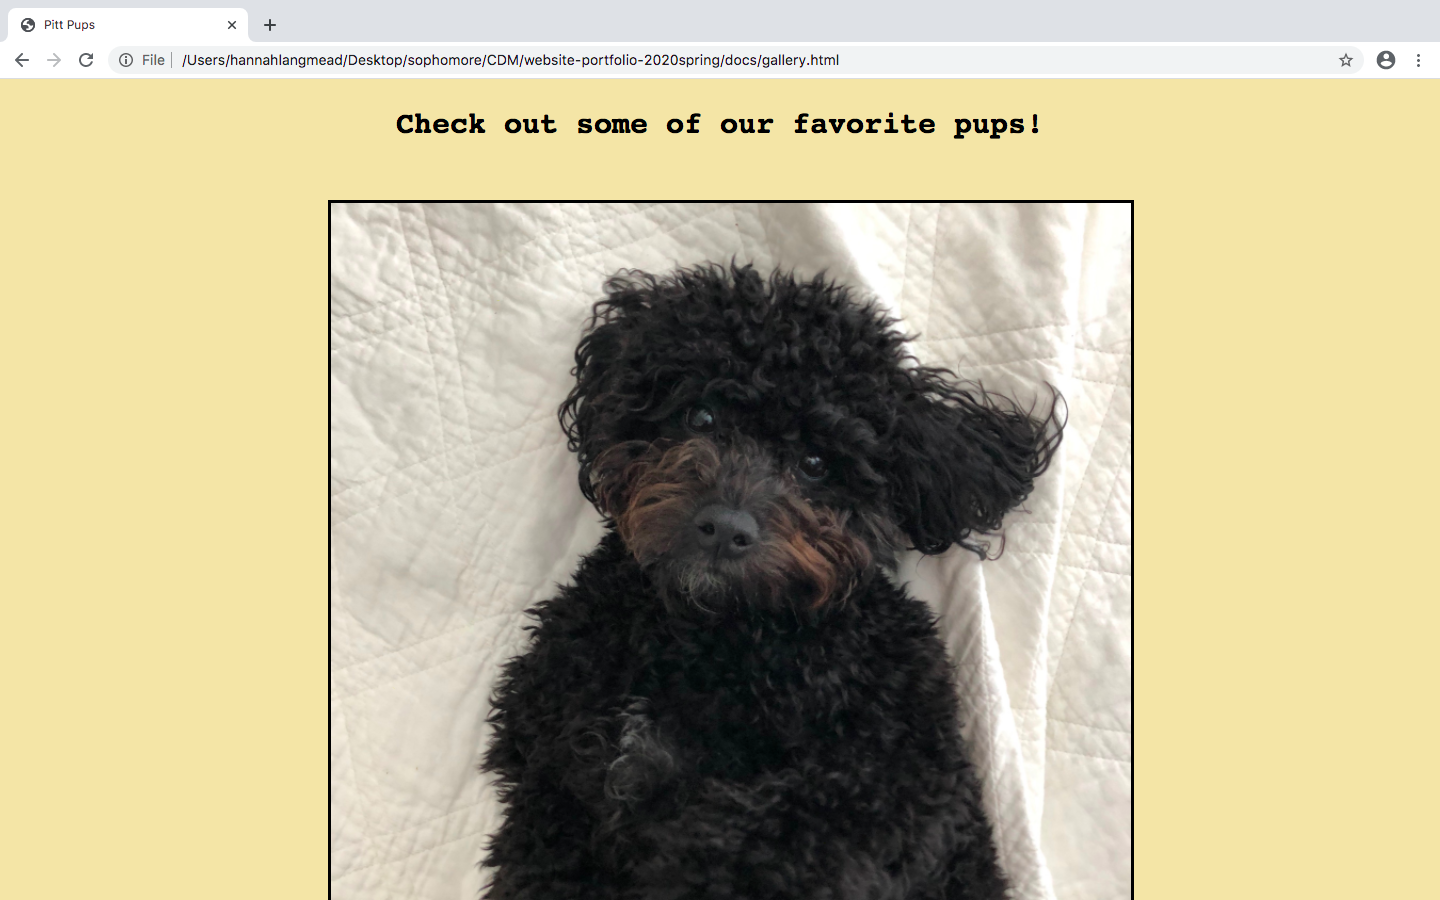 Pitt Pups
File /Users/hannahlangmead/Desktop/sophomore/CDM/website-portfolio-2020spring/docs/gallery.html
Check out some of our favorite pups!